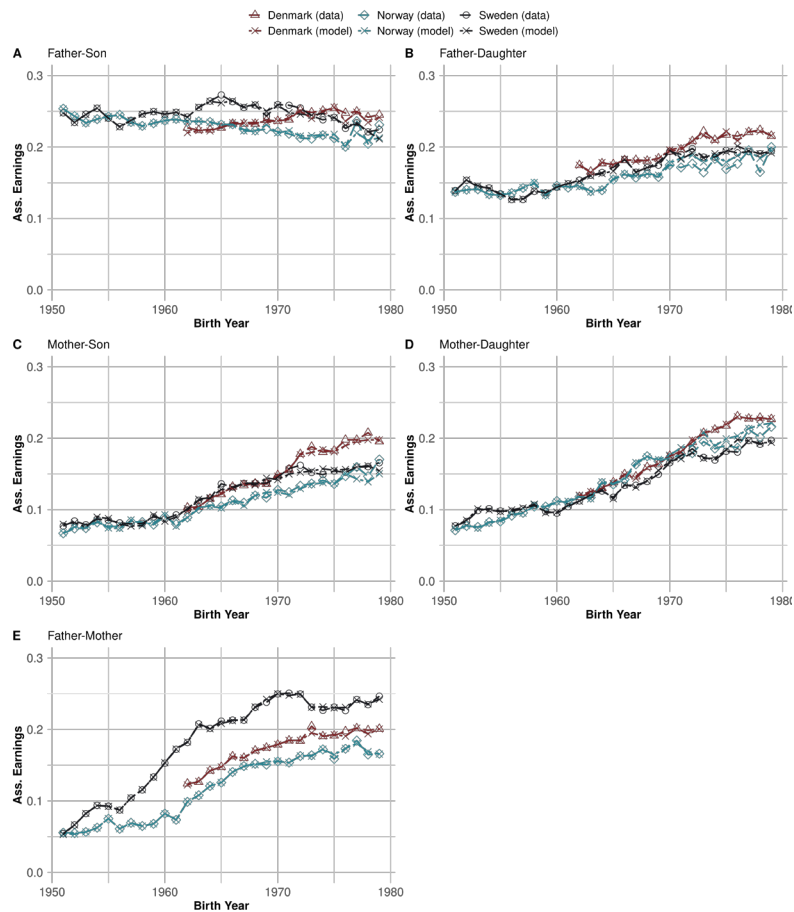 Denmark (data) Norway (data) Sweden (data)
Denmark (model) Norway (model) Sweden (model)
A Father-Son
0.3
0.2
0.1
0.0
Ass. Earnings
1950 1960 1970 1980
Birth Year
B Father-Daughter
0.3
0.2
0.1
0.0
Ass. Earnings
1950 1960 1970 1980
Birth Year
C Mother-Son
0.3
0.2
0.1
0.0
Ass. Earnings
1950 1960 1970 1980
Birth Year
D Mother-Daughter
0.3
0.2
0.1
0.0
Ass. Earnings
1950 1960 1970 1980
Birth Year
E Father-Mother
0.3
0.2
0.1
0.0
Ass. Earnings
1950 1960 1970 1980
Birth Year